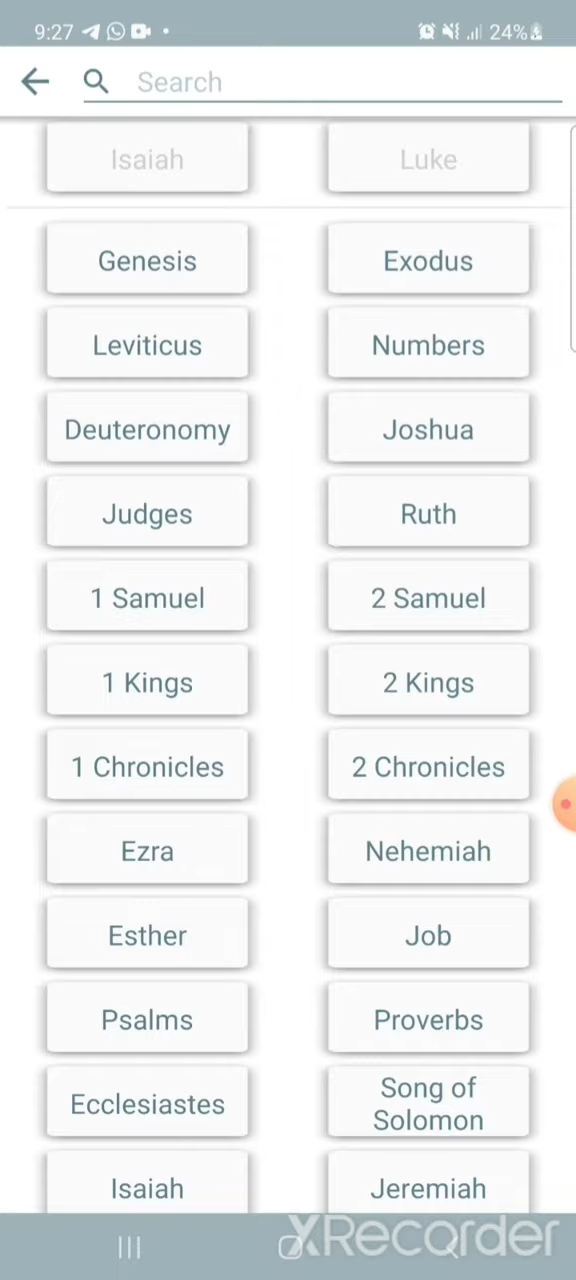 9:27
24%
Search
Isaiah
Luke
Genesis
Exodus
Leviticus
Numbers
Deuteronomy
Joshua
Judges
Ruth
1 Samuel
2 Samuel
1 Kings
2 Kings
1 Chronicles
2 Chronicles
Ezra
Nehemiah
Esther
Job
Psalms
Proverbs
Ecclesiastes
Song of
Solomon
Isaiah
Jeremiah
XRecorder